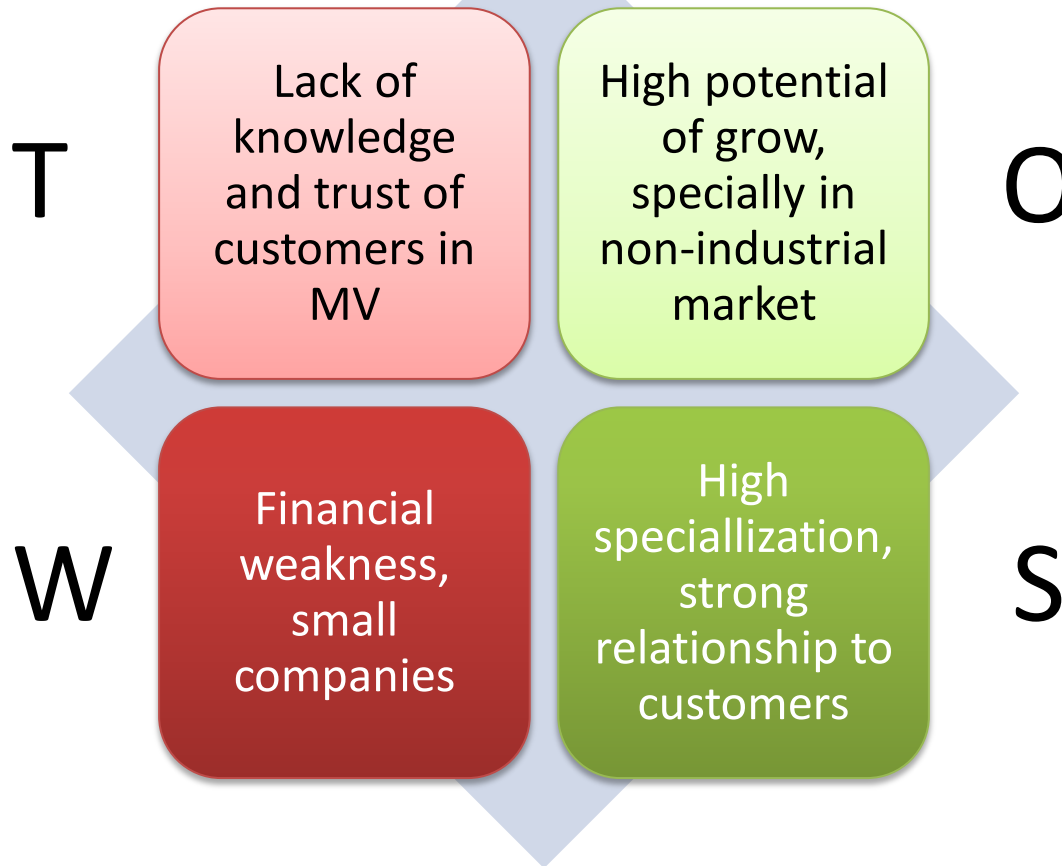 T
Lack of
knowledge
and trust of
customers in
MV
High potential
of grow,
specially in
non-industrial
market
O
W
Financial
weakness,
small
companies
High
speciallization,
strong
relationship to
customers
S